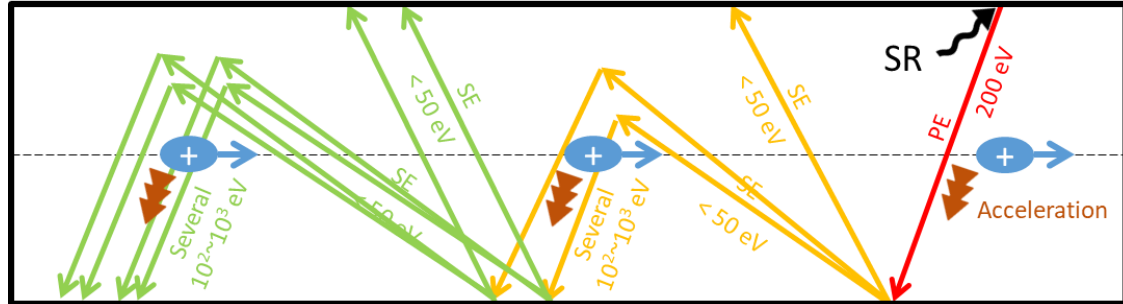 SR
200 eV
PE
+
Acceleration
SE
< 50 eV
SE
< 50 eV
+
Several
10²~10³ eV
SE
< 50 eV
SE
< 50 eV
+
Several
10²~10³ eV